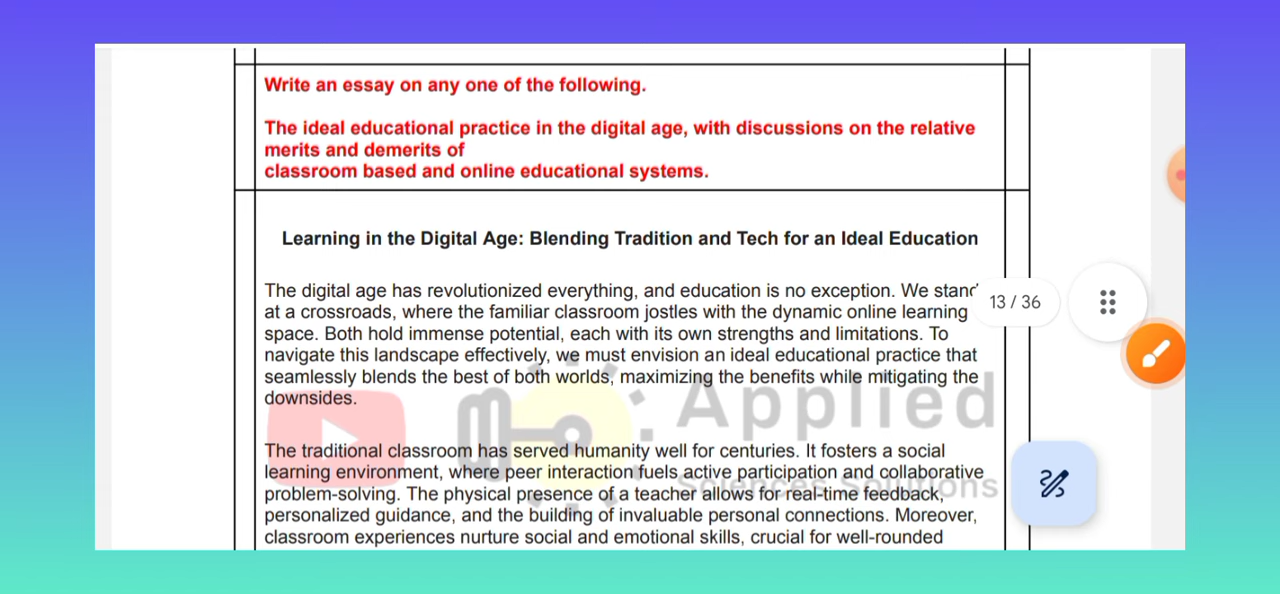 Write an essay on any one of the following.
The ideal educational practice in the digital age, with discussions on the relative
merits and demerits of
classroom based and online educational systems.
Learning in the Digital Age: Blending Tradition and Tech for an Ideal Education
The digital age has revolutionized everything, and education is no exception. We stand
at a crossroads, where the familiar classroom jostles with the dynamic online learning
13 / 36
space. Both hold immense potential, each with its own strengths and limitations. To
navigate this landscape effectively, we must envision an ideal educational practice that
seamlessly blends the best of both worlds, maximizing the benefits while mitigating the
downsides.
Applied
The traditional classroom has served humanity well for centuries. It fosters a social
learning environment, where peer interaction fuels active participation and collaborative
Sciences Solutions
problem-solving. The physical presence of a teacher allows for real-time feedback,
personalized guidance, and the building of invaluable personal connections. Moreover,
classroom experiences nurture social and emotional skills, crucial for well-rounded